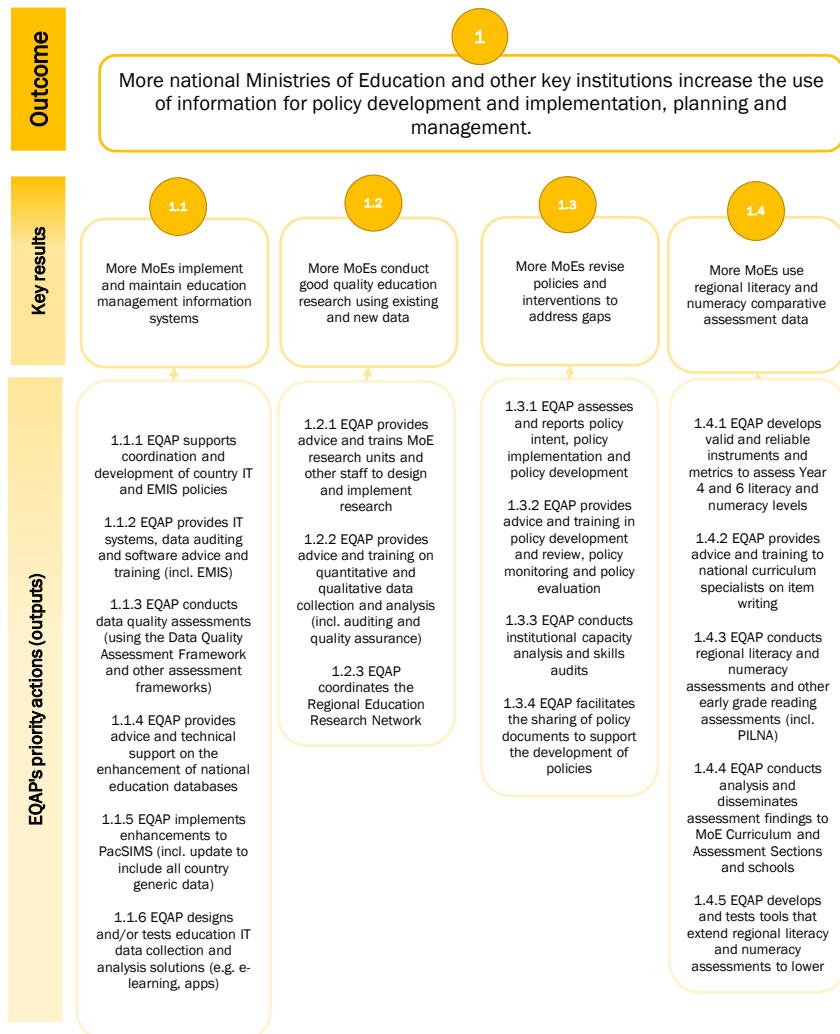 Outcome
1
More national Ministries of Education and other key institutions increase the use
of information for policy development and implementation, planning and
management.
Key results
1.1
More MoEs implement
and maintain education
management information
systems
1.2
More MoEs conduct
good quality education
research using existing
and new data
1.3
More MoEs revise
policies and
interventions to
address gaps
1.4
More MoEs use
regional literacy and
numeracy comparative
assessment data
EQAP's priority actions (outputs)
1.1.1 EQAP supports
coordination and
development of country IT
and EMIS policies
1.1.2 EQAP provides IT
systems, data auditing
and software advice and
training (incl. EMIS)
1.1.3 EQAP conducts
data quality assessments
(using the Data Quality
Assessment Framework
and other assessment
frameworks)
1.1.4 EQAP provides
advice and technical
support on the
enhancement of national
education databases
1.1.5 EQAP implements
enhancements to
PacSIMS (incl. update to
include all country
generic data)
1.1.6 EQAP designs
and/or tests education IT
data collection and
analysis solutions (e.g. e-
learning, apps)
1.2.1 EQAP provides
advice and trains MoE
research units and
other staff to design
and implement
research
1.2.2 EQAP provides
advice and training on
quantitative and
qualitative data
collection and analysis
(incl. auditing and
quality assurance)
1.2.3 EQAP
coordinates the
Regional Education
Research Network
1.3.1 EQAP assesses
and reports policy
intent, policy
implementation and
policy development
1.3.2 EQAP provides
advice and training in
policy development
and review, policy
monitoring and policy
evaluation
1.3.3 EQAP conducts
institutional capacity
analysis and skills
audits
1.3.4 EQAP facilitates
the sharing of policy
documents to support
the development of
policies
1.4.1 EQAP develops
valid and reliable
instruments and
metrics to assess Year
4 and 6 literacy and
numeracy levels
1.4.2 EQAP provides
advice and training to
national curriculum
specialists on item
writing
1.4.3 EQAP conducts
regional literacy and
numeracy
assessments and other
early grade reading
assessments (incl.
PILNA)
1.4.4 EQAP conducts
analysis and
disseminates
assessment findings to
MoE Curriculum and
Assessment Sections
and schools
1.4.5 EQAP develops
and tests tools that
extend regional literacy
and numeracy
assessments to lower